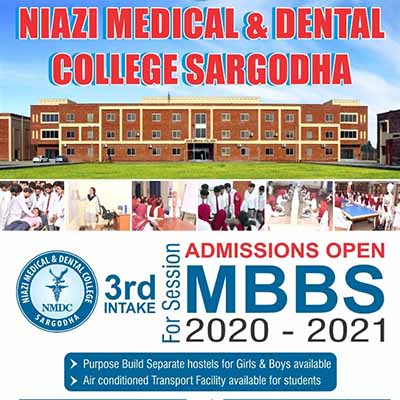 NIAZI MEDICAL & DENTAL
COLLEGE SARGODHA
NIAZI MEDICAL & DENTAL COLLEGE
NMDC
SARGODHA
3rd
INTAKE
For Session
ADMISSIONS OPEN
MBBS
2020 - 2021
Purpose Build Separate hostels for Girls & Boys available
Air conditioned Transport Facility available for students